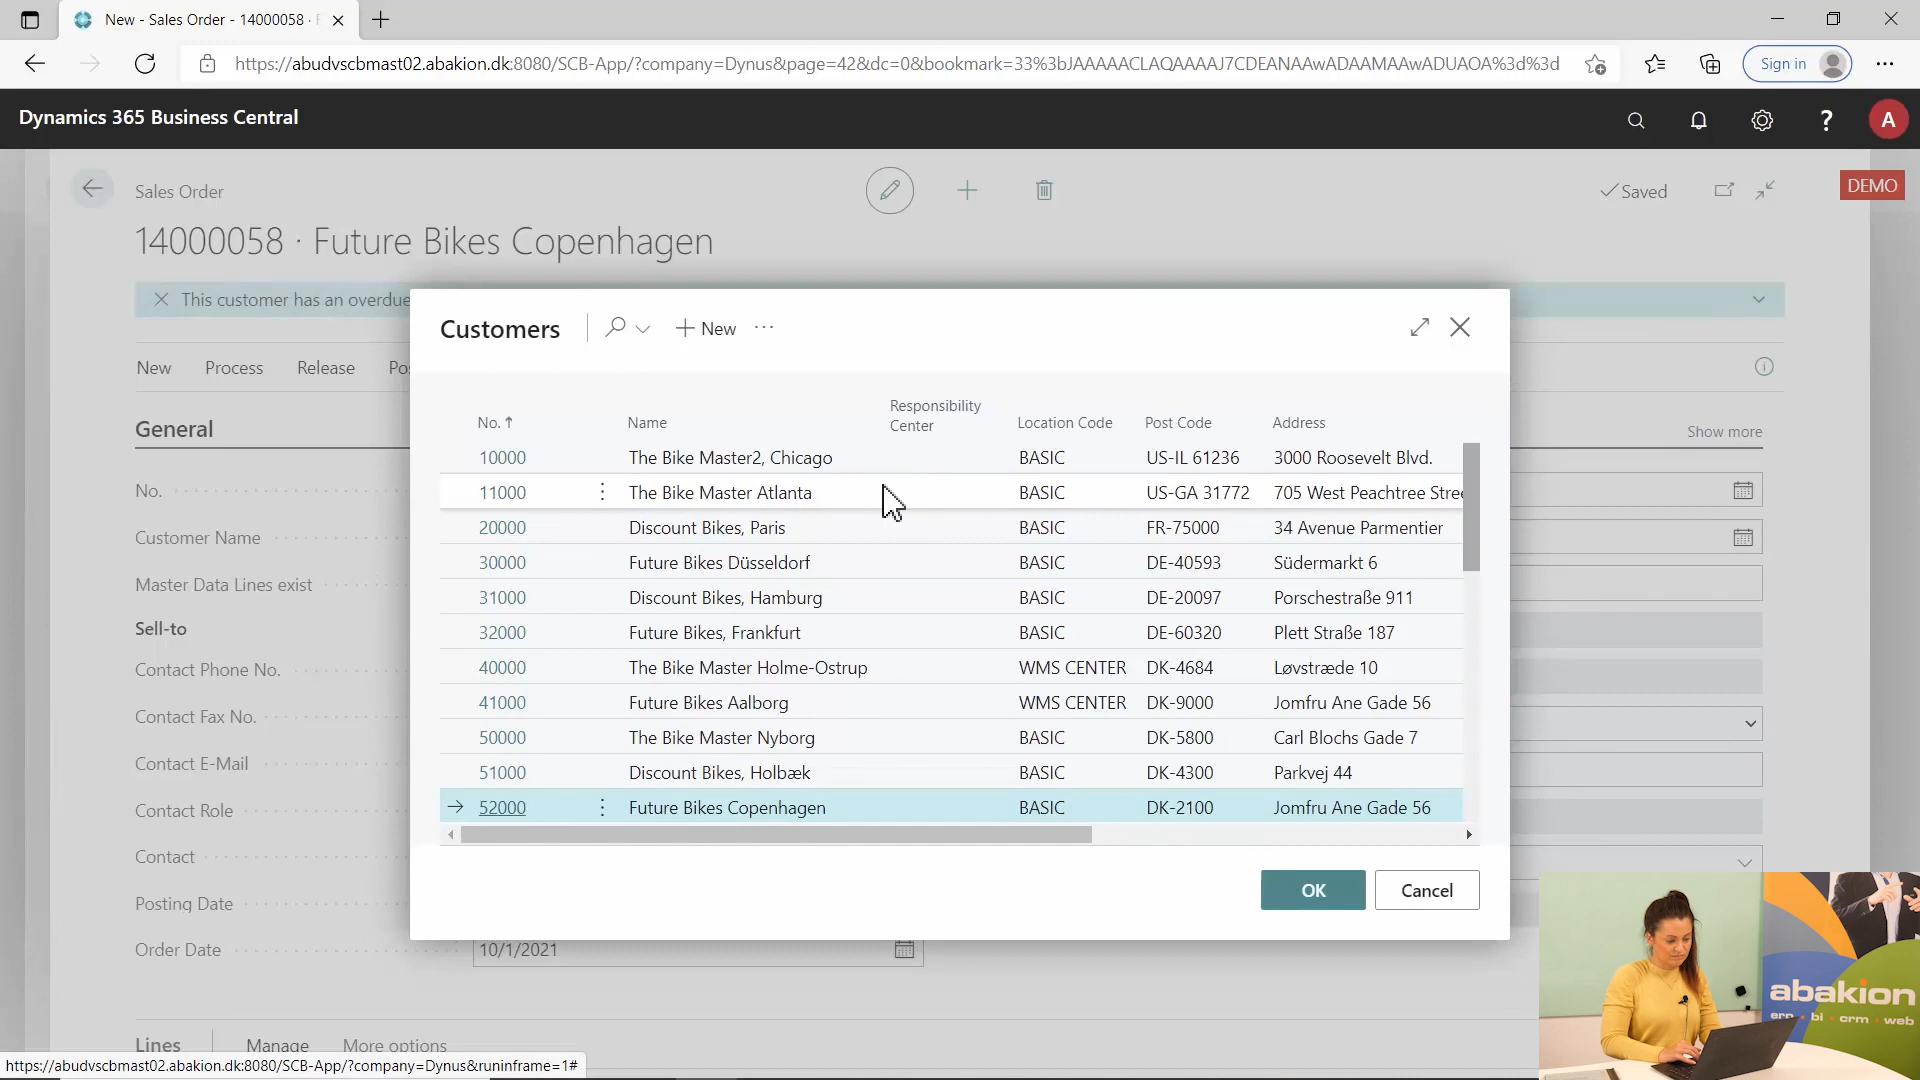 New - Sales Order - 14000058 ·
https://abudvscbmast02.abakion.dk:8080/SCB-App/?company=Dynus&page=42&dc=0&bookmark=33%3bJAAAAACLAQAAAAJ7CDEANAAwADAAMAAwADUAOA%3d%3d
Sign in
Dynamics 365 Business Central
?
A
Sales Order
Saved
DEMO
14000058 · Future Bikes Copenhagen
This customer has an overdue
Customers
New
New Process Release
General
Show more
No. ↑
Name
Responsibility
Center
Location Code
Post Code
Address
10000 The Bike Master2, Chicago BASIC US-IL 61236 3000 Roosevelt Blvd.
11000 The Bike Master Atlanta BASIC US-GA 31772 705 West Peachtree Stree
20000 Discount Bikes, Paris BASIC FR-75000 34 Avenue Parmentier
30000 Future Bikes Düsseldorf BASIC DE-40593 Südermarkt 6
31000 Discount Bikes, Hamburg BASIC DE-20097 Porschestraße 911
32000 Future Bikes, Frankfurt BASIC DE-60320 Plett Straße 187
40000 The Bike Master Holme-Ostrup WMS CENTER DK-4684 Løvstræde 10
41000 Future Bikes Aalborg WMS CENTER DK-9000 Jomfru Ane Gade 56
50000 The Bike Master Nyborg BASIC DK-5800 Carl Blochs Gade 7
51000 Discount Bikes, Holbæk BASIC DK-4300 Parkvej 44
52000 Future Bikes Copenhagen BASIC DK-2100 Jomfru Ane Gade 56
OK
Cancel
No.
Customer Name
Master Data Lines exist
Sell-to
Contact Phone No.
Contact Fax No.
Contact E-Mail
Contact Role
Contact
Posting Date
Order Date 10/1/2021
Lines Manage More options
https://abudvscbmast02.abakion.dk:8080/SCB-App/?company=Dynus&runinframe=1#
abakion
erp · bi · crm · web